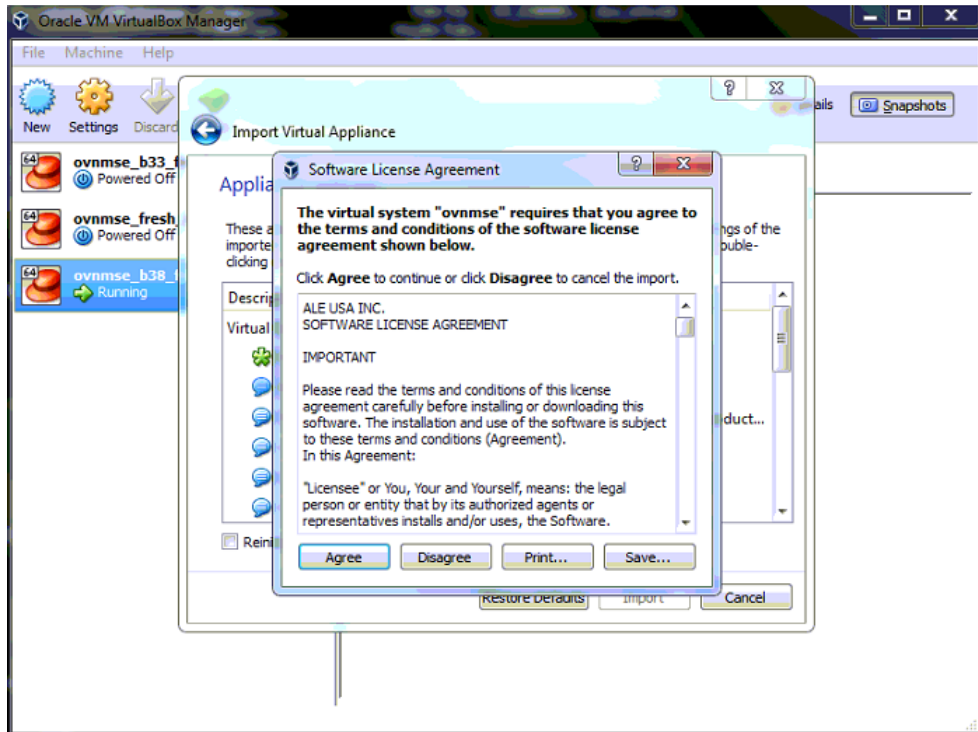 Oracle VM VirtualBox Manager
File Machine Help
New Settings Discard
ails Snapshots
64 ovnmse_b33_f
Powered Off
64 ovnmse_fresh_
Powered Off
64 ovnmse_b38_f
Running
Import Virtual Appliance
Applia
These a
importe
clicking
ngs of the
ouble-
Descrip
Virtual
duct...
Reini
Restore Defaults Import Cancel
Software License Agreement
The virtual system "ovnmse" requires that you agree to
the terms and conditions of the software license
agreement shown below.
Click Agree to continue or click Disagree to cancel the import.
ALE USA INC.
SOFTWARE LICENSE AGREEMENT
IMPORTANT
Please read the terms and conditions of this license
agreement carefully before installing or downloading this
software. The installation and use of the software is subject
to these terms and conditions (Agreement).
In this Agreement:
"Licensee" or You, Your and Yourself, means: the legal
person or entity that by its authorized agents or
representatives installs and/or uses, the Software.
Agree Disagree Print... Save...